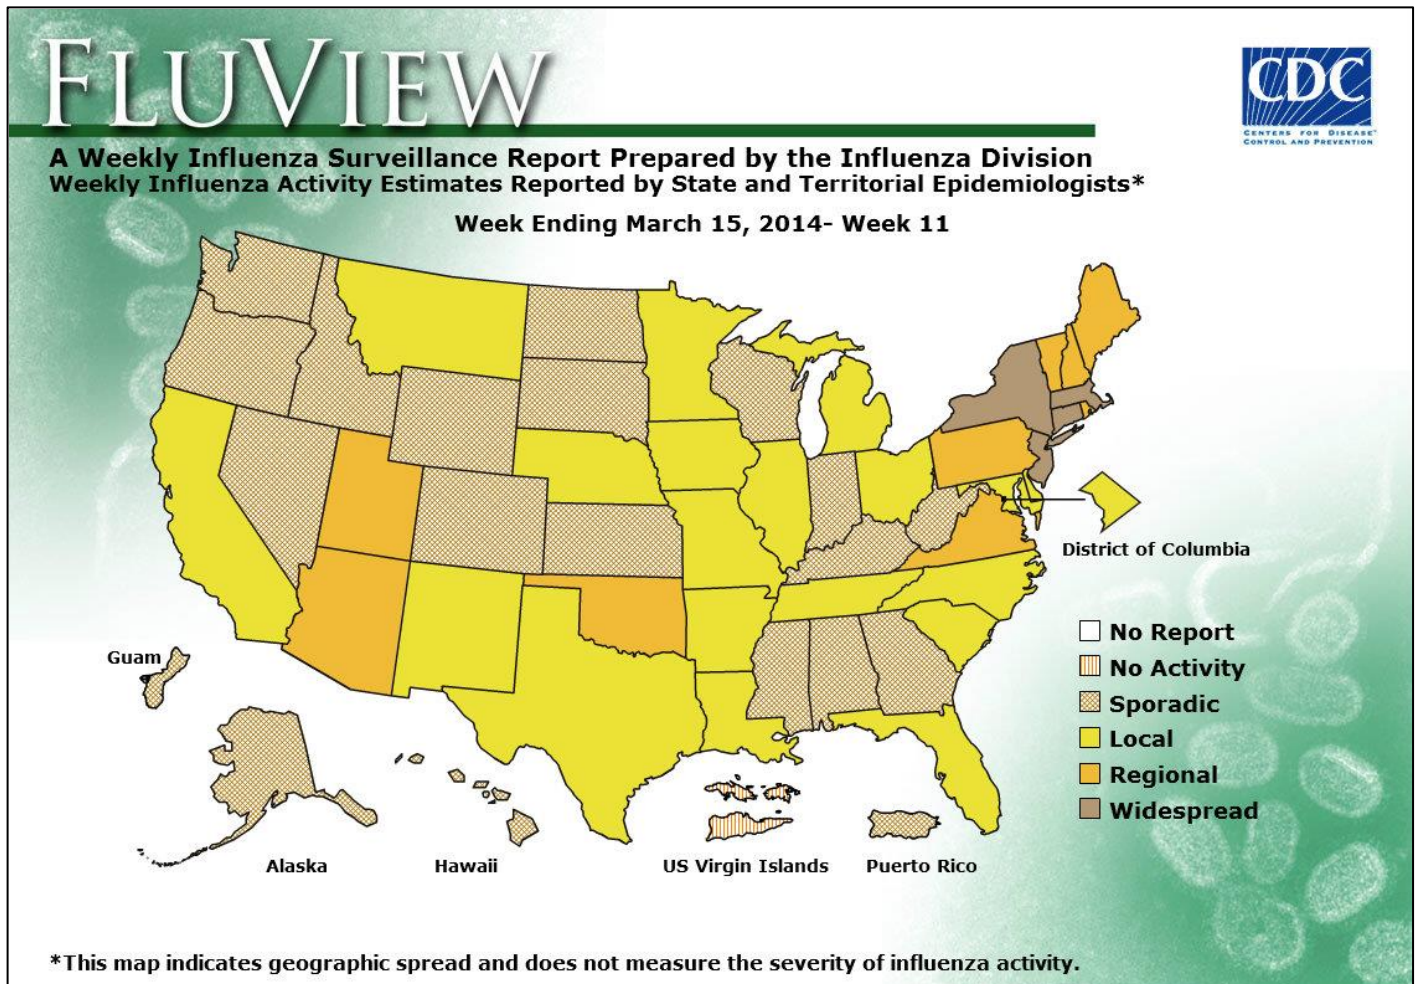 FLUVIEW
CDC
CENTERS FOR DISEASE™
CONTROL AND PREVENTION
A Weekly Influenza Surveillance Report Prepared by the Influenza Division
Weekly Influenza Activity Estimates Reported by State and Territorial Epidemiologists*
Week Ending March 15, 2014- Week 11
District of Columbia
No Report
No Activity
Sporadic
Local
Regional
Widespread
Guam
Alaska
Hawaii
US Virgin Islands
Puerto Rico
*This map indicates geographic spread and does not measure the severity of influenza activity.